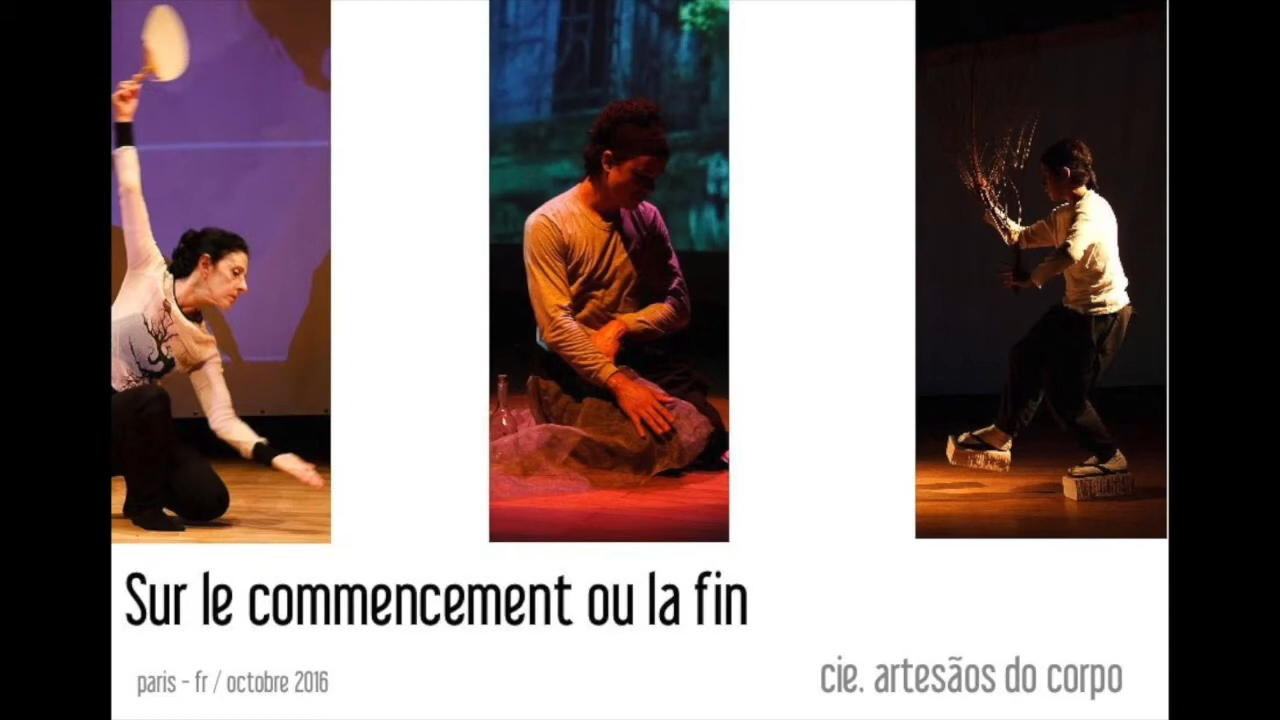 Sur le commencement ou la fin
paris - fr / octobre 2016
cie. artesãos do corpo